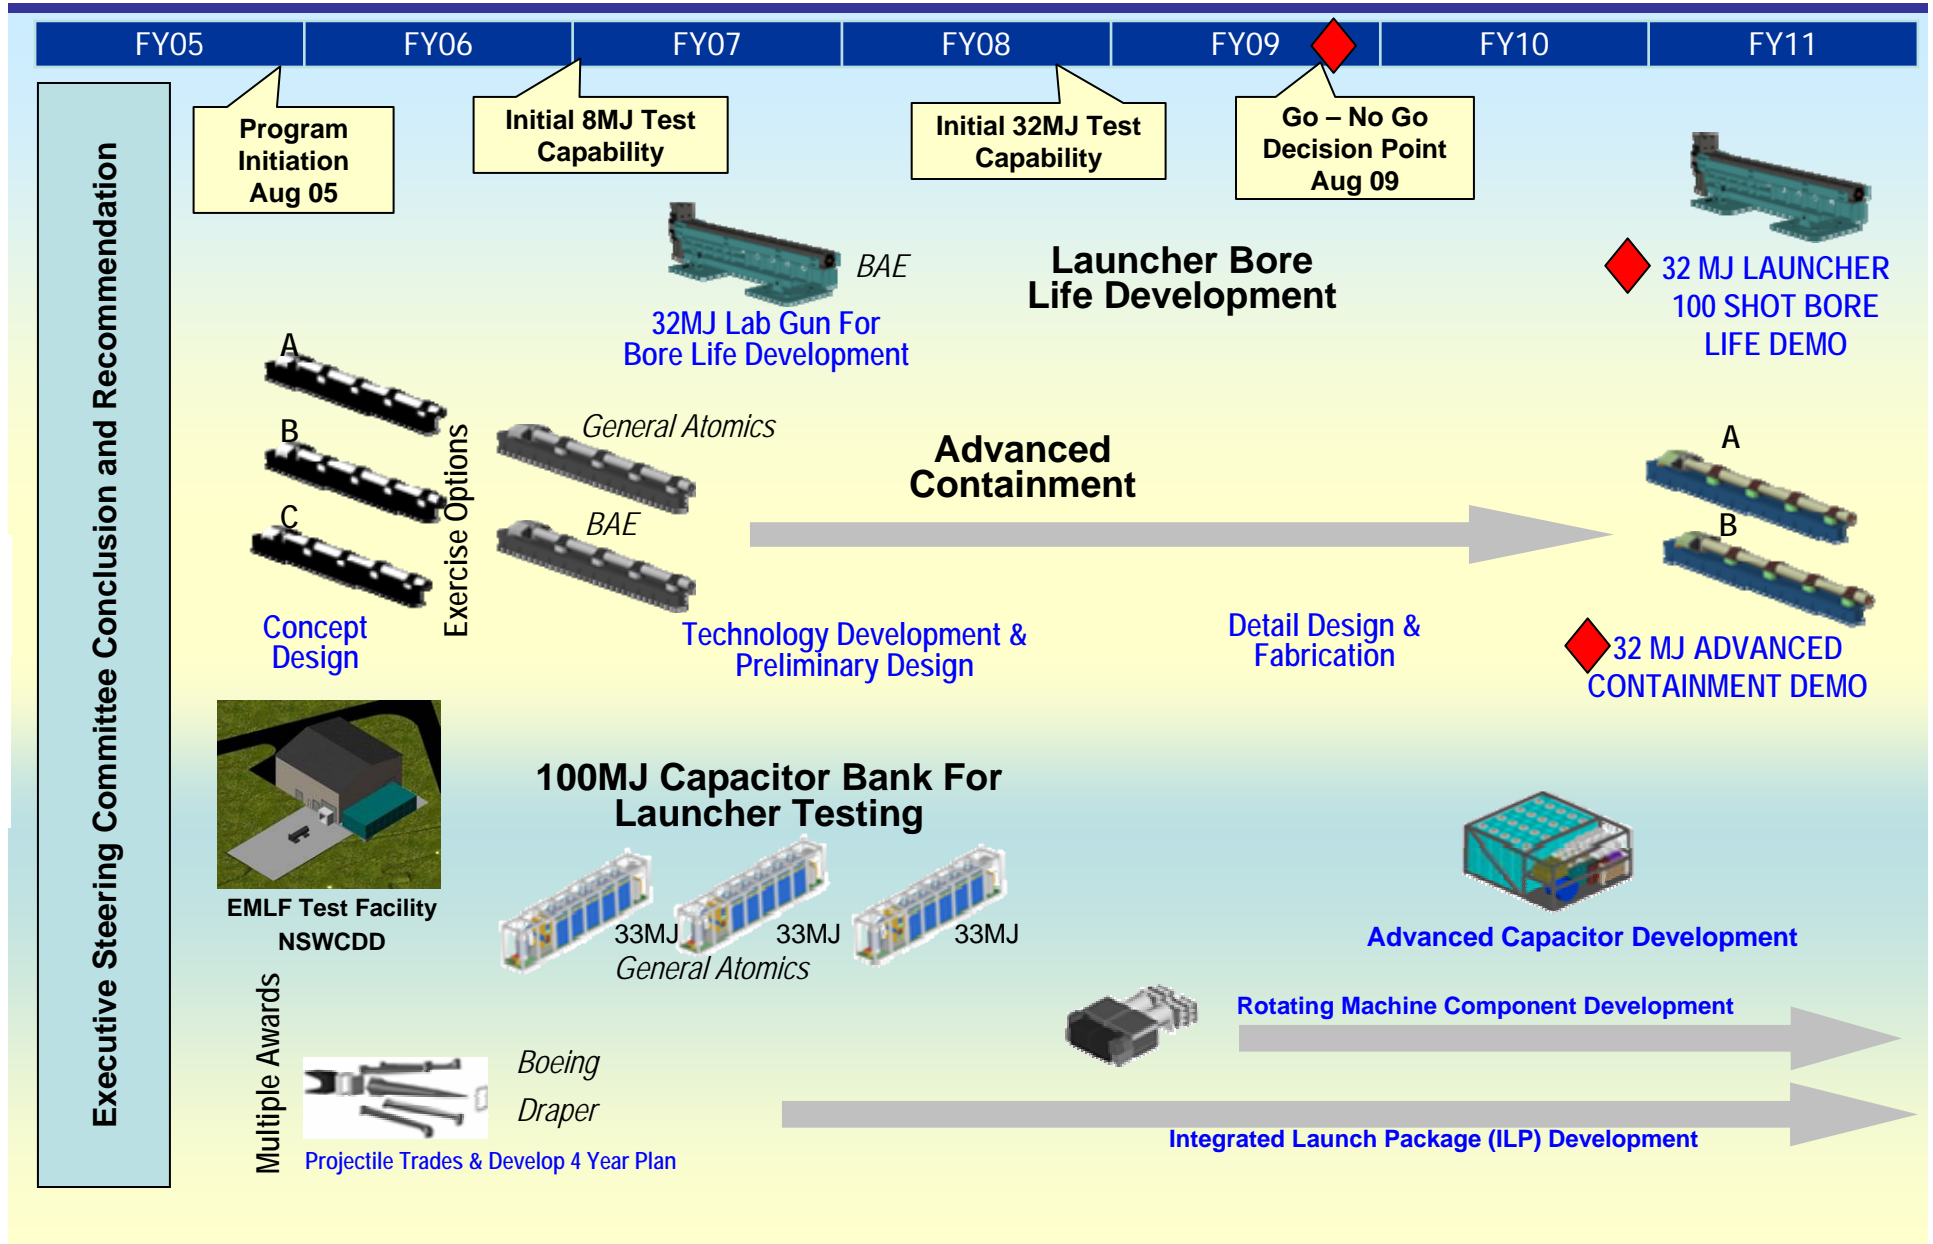 FY05
FY06
FY07
FY08
FY09
FY10
FY11
Executive Steering Committee Conclusion and Recommendation
Program
Initiation
Aug 05
Initial 8MJ Test
Capability
Initial 32MJ Test
Capability
Go – No Go
Decision Point
Aug 09
BAE
32MJ Lab Gun For
Bore Life Development
Launcher Bore
Life Development
32 MJ LAUNCHER
100 SHOT BORE
LIFE DEMO
A
B
C
Concept
Design
Exercise Options
General Atomics
BAE
Advanced
Containment
Technology Development &
Preliminary Design
Detail Design &
Fabrication
A
B
32 MJ ADVANCED
CONTAINMENT DEMO
EMLF Test Facility
NSWCDD
100MJ Capacitor Bank For
Launcher Testing
33MJ
33MJ
33MJ
General Atomics
Advanced Capacitor Development
Rotating Machine Component Development
Multiple Awards
Boeing
Draper
Projectile Trades & Develop 4 Year Plan
Integrated Launch Package (ILP) Development